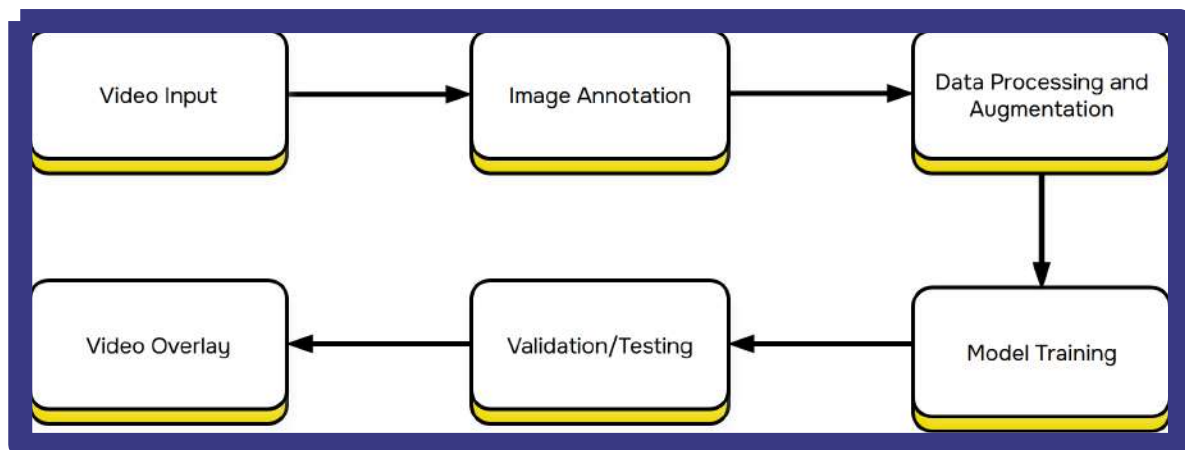 Video Input
Image Annotation
Data Processing and
Augmentation
Model Training
Validation/Testing
Video Overlay